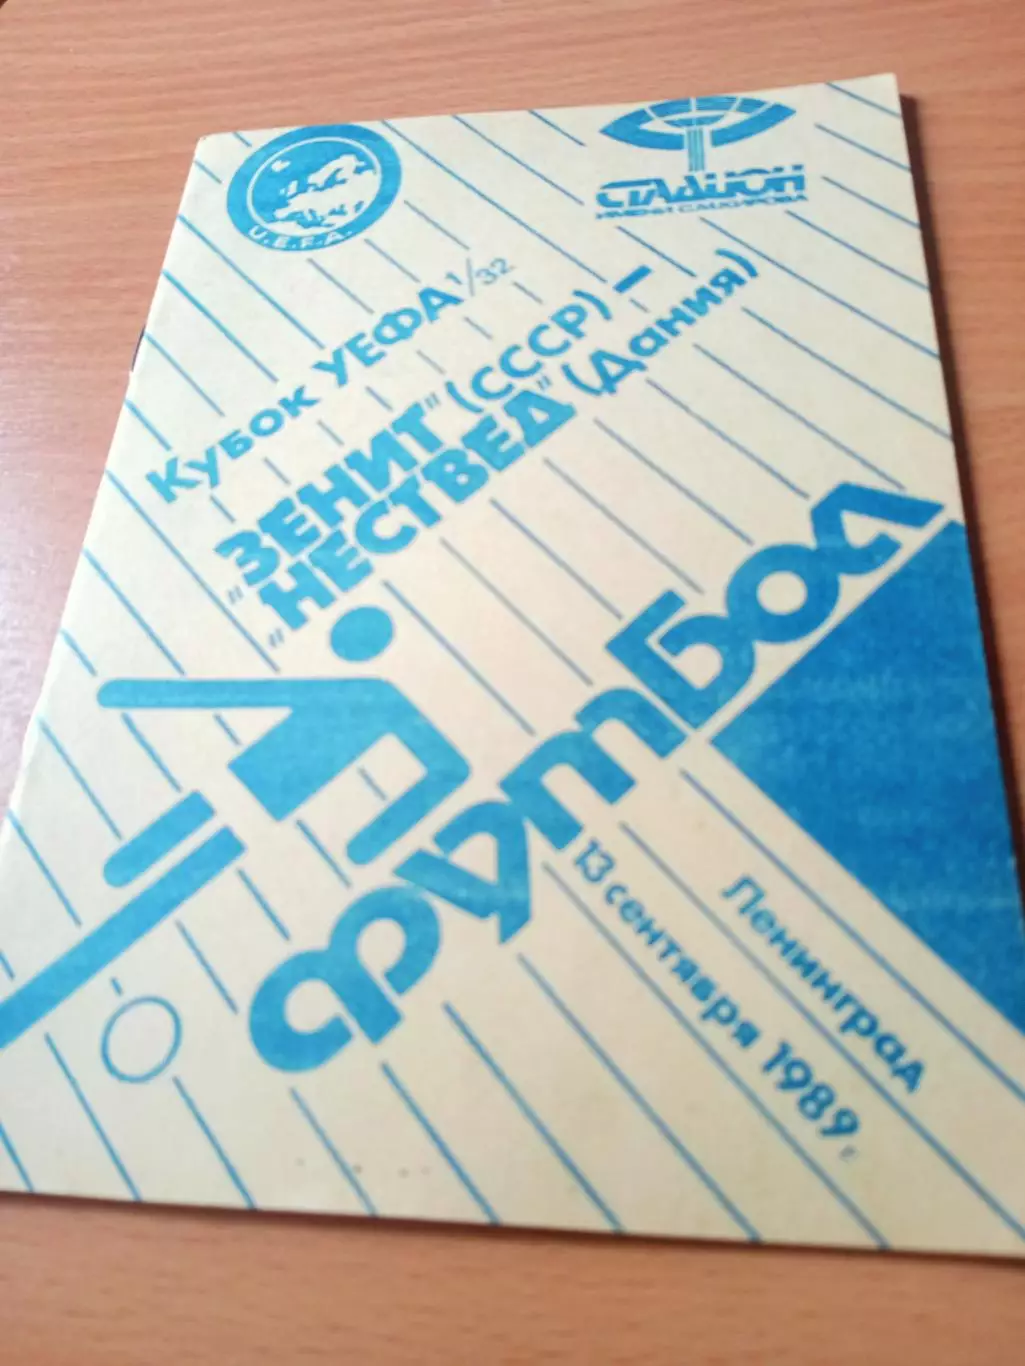 U.E.F.A.
СТАДИОН
ИМЕНИ С.М.КИРОВА
Кубок УЕФА 1/32
„ЗЕНИТ" (СССР) –
„НЕСТВЕД" (Дания)
футбол
Ленинград
13 сентября 1989 г.